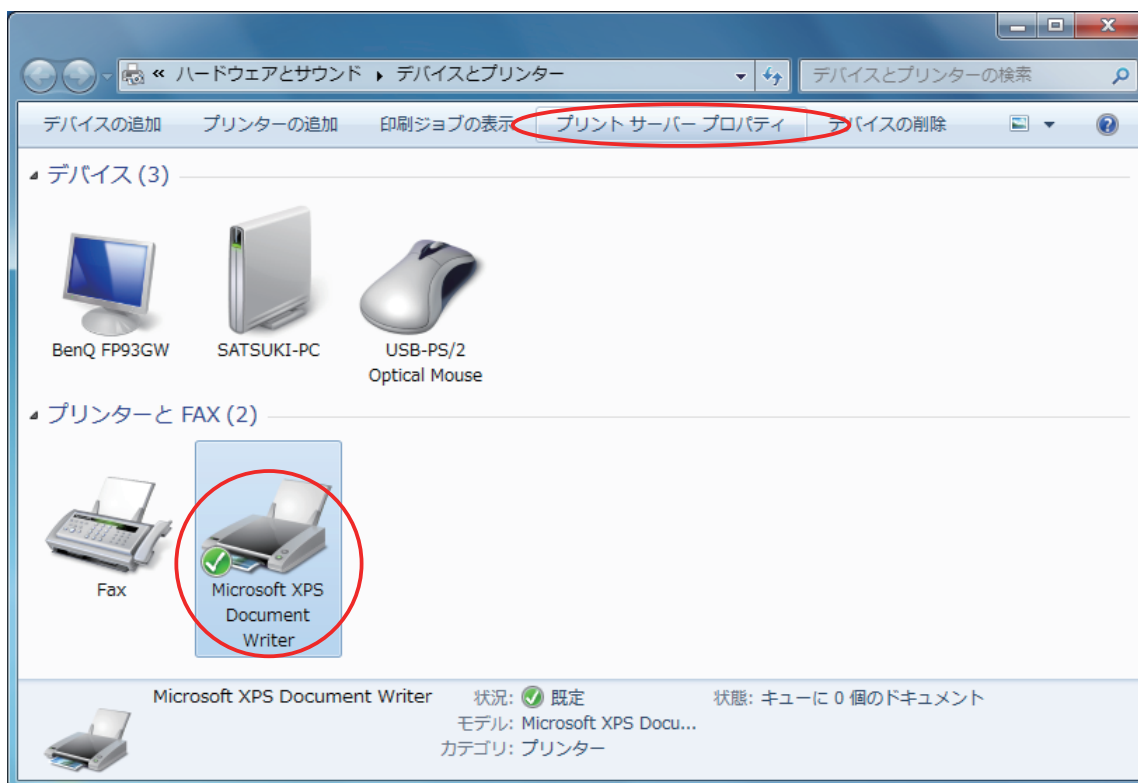 « ハードウェアとサウンド ▸ デバイスとプリンター デバイスとプリンターの検索
デバイスの追加 プリンターの追加 印刷ジョブの表示 プリント サーバー プロパティ デバイスの削除
デバイス (3)
BenQ FP93GW
SATSUKI-PC
USB-PS/2
Optical Mouse
プリンターと FAX (2)
Fax
Microsoft XPS
Document
Writer
Microsoft XPS Document Writer 状況: 既定 状態: キューに 0 個のドキュメント
モデル: Microsoft XPS Docu...
カテゴリ: プリンター